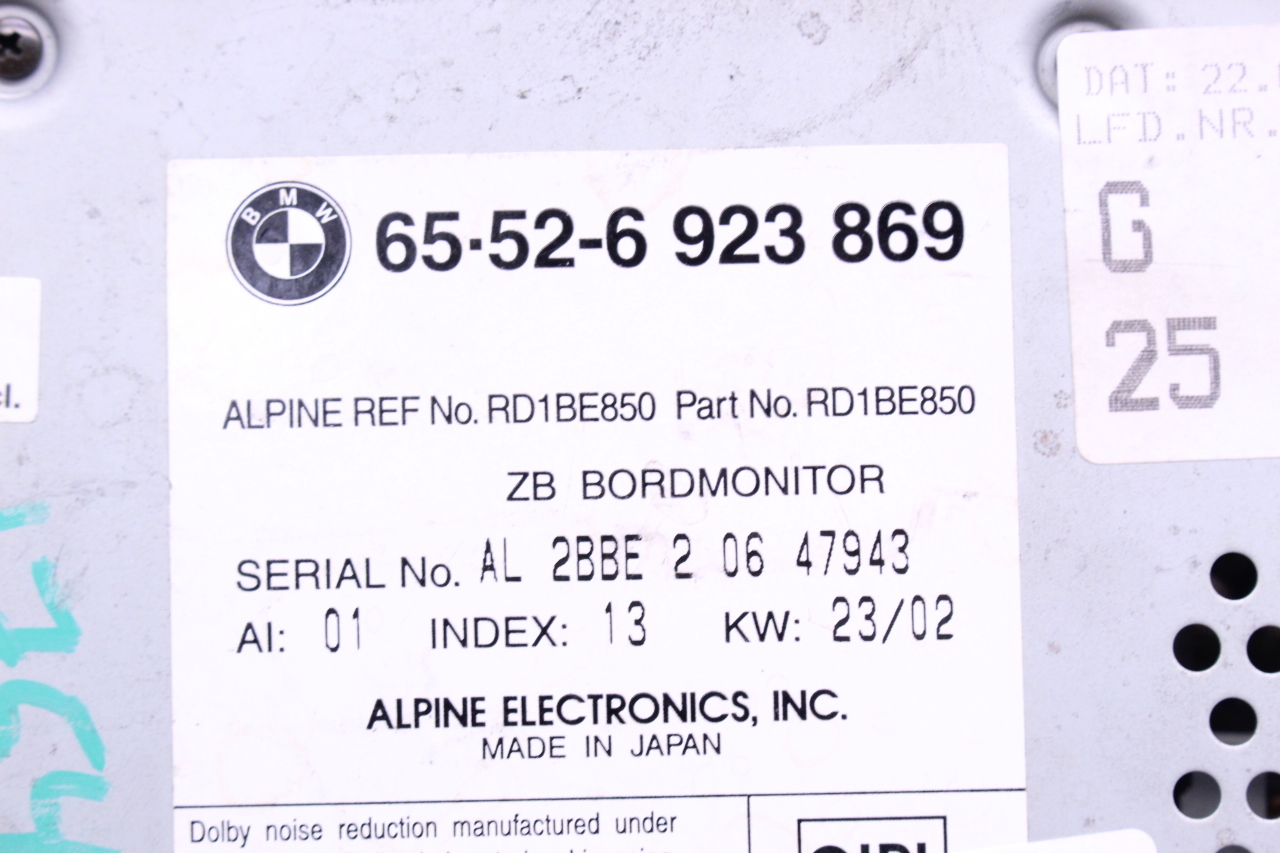 DAT: 22.
LFD.NR.
G
25
BMW
65·52-6 923 869
ALPINE REF No. RD1BE850 Part No. RD1BE850
ZB BORDMONITOR
SERIAL No. AL 2BBE 2 06 47943
AI: 01 INDEX: 13 KW: 23/02
ALPINE ELECTRONICS, INC.
MADE IN JAPAN
Dolby noise reduction manufactured under